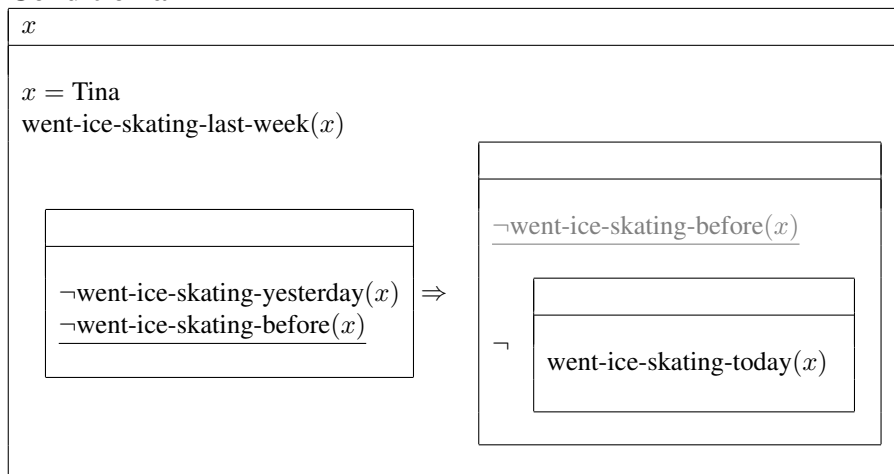 x
x = Tina
went-ice-skating-last-week(x)
¬went-ice-skating-yesterday(x)
¬went-ice-skating-before(x)
⇒
¬went-ice-skating-before(x)
¬
went-ice-skating-today(x)